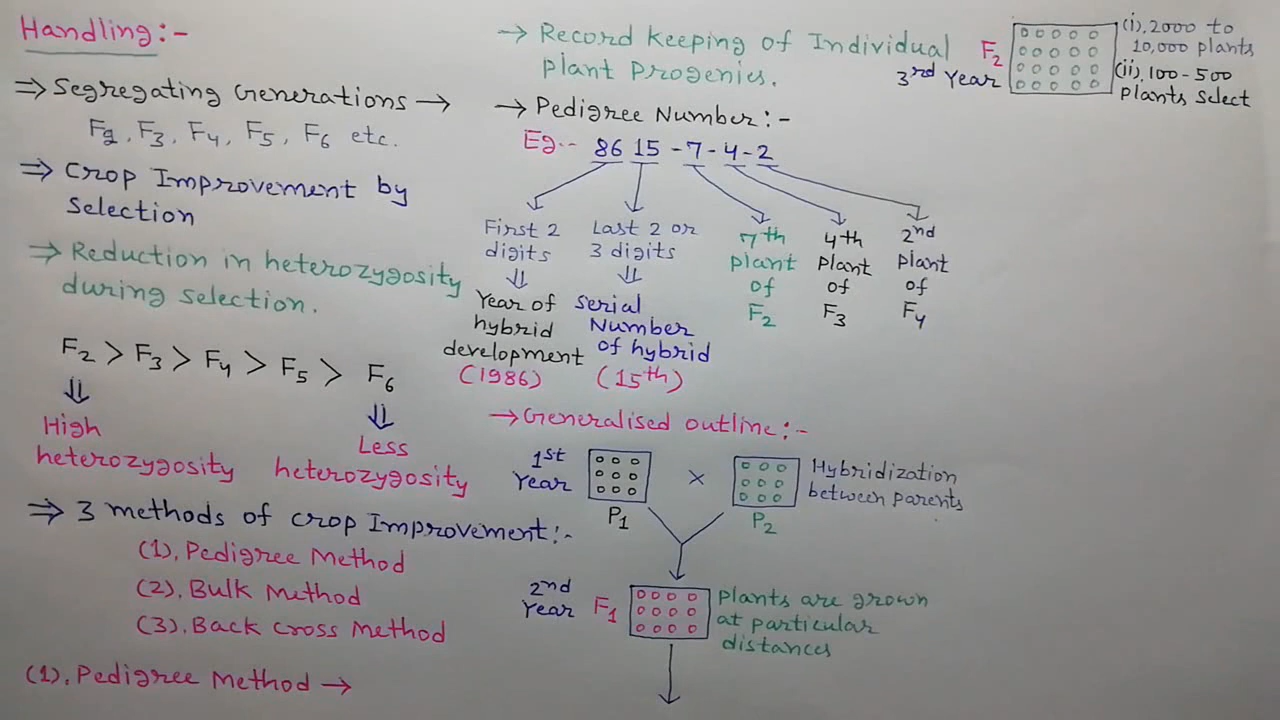 Handling:-
⇒ Segregating Generations →
F2, F3, F4, F5, F6 etc.
⇒ Crop Improvement by
Selection
⇒ Reduction in heterozygosity
during selection.
F2 > F3 > F4 > F5 > F6
High
heterozygosity
Less
heterozygosity
⇒ 3 methods of crop Improvement:-
(1). Pedigree Method
(2). Bulk Method
(3). Back cross Method
(1). Pedigree Method →
→ Record Keeping of Individual
plant Progenies.
→ Pedigree Number:-
Eg.- 86 15 - 7 - 4 - 2
First 2
digits
Year of
hybrid
development
(1986)
Last 2 or
3 digits
Serial
Number
of hybrid
(15th)
7th
plant
of
F2
4th
Plant
of
F3
2nd
Plant
of
F4
→ Generalised outline:-
1st
Year
P1
×
P2
Hybridization
between parents
2nd
Year
F1
Plants are grown
at particular
distances
F2
3rd Year
(i). 2000 to
10,000 plants
(ii). 100-500
plants select